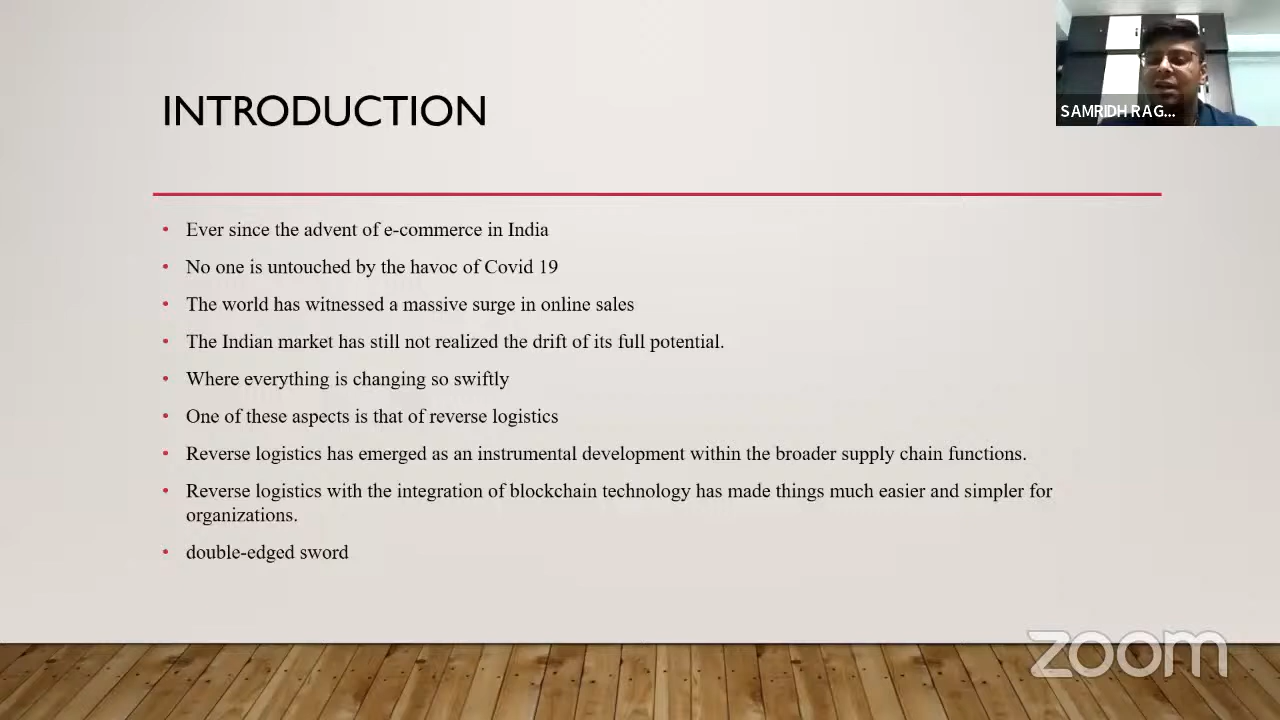 INTRODUCTION
SAMRIDH RAG...
• Ever since the advent of e-commerce in India
• No one is untouched by the havoc of Covid 19
• The world has witnessed a massive surge in online sales
• The Indian market has still not realized the drift of its full potential.
• Where everything is changing so swiftly
• One of these aspects is that of reverse logistics
• Reverse logistics has emerged as an instrumental development within the broader supply chain functions.
• Reverse logistics with the integration of blockchain technology has made things much easier and simpler for
organizations.
• double-edged sword
zoom